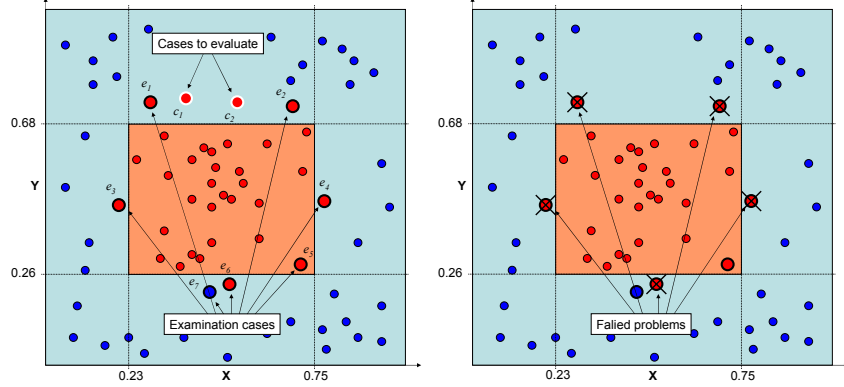 Cases to evaluate
e1
c1
c2
e2
0.68
0.68
Y
Y
e3
e4
e5
e6
e7
0.26
0.26
Examination cases
Falied problems
0.23
X
0.75
0.23
X
0.75